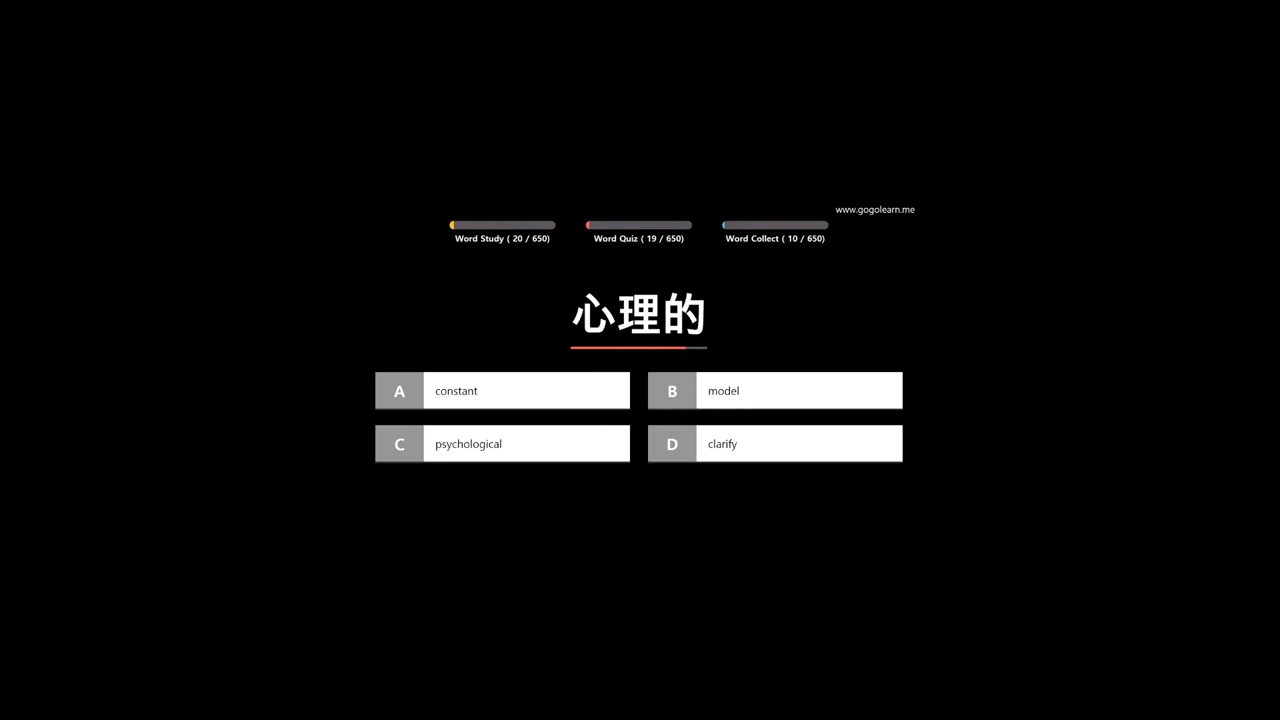 www.gogolearn.me
Word Study ( 20 / 650) Word Quiz ( 19 / 650) Word Collect ( 10 / 650)
心理的
A constant B model
C psychological D clarify